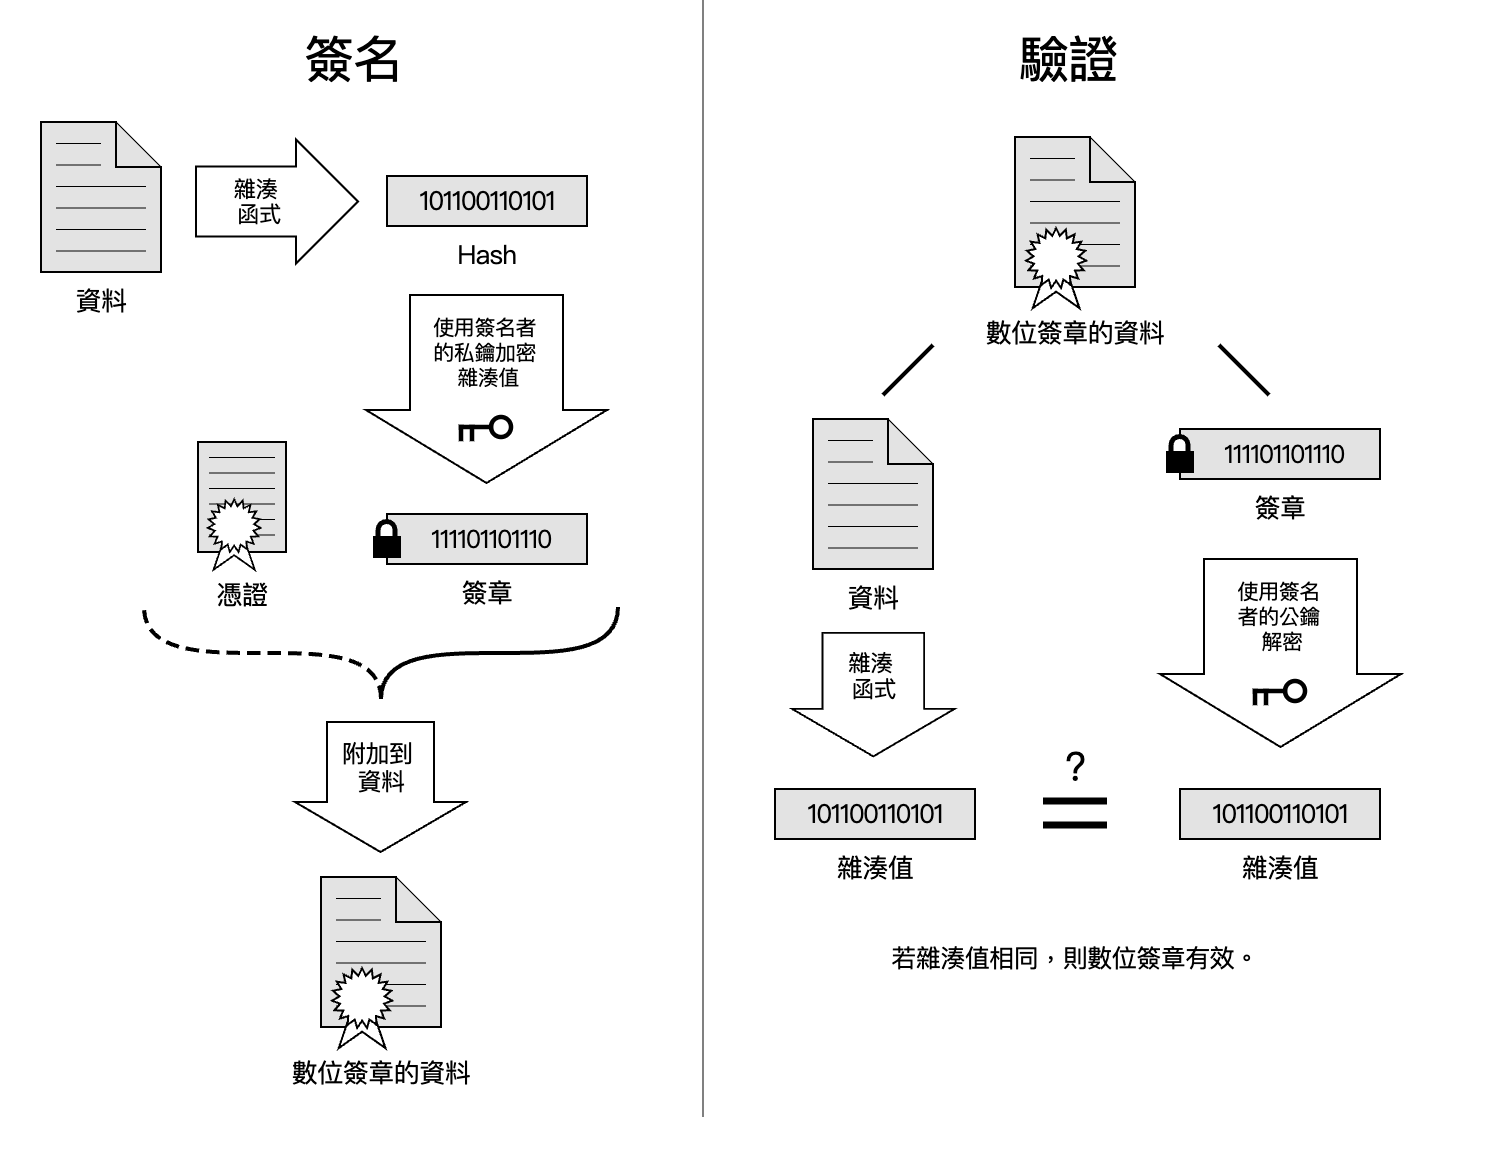 簽名
雜湊
函式
101100110101
Hash
資料
使用簽名者
的私鑰加密
雜湊值
憑證
111101101110
簽章
附加到
資料
數位簽章的資料
驗證
數位簽章的資料
資料
111101101110
簽章
雜湊
函式
使用簽名
者的公鑰
解密
?
101100110101
雜湊值
101100110101
雜湊值
若雜湊值相同，則數位簽章有效。